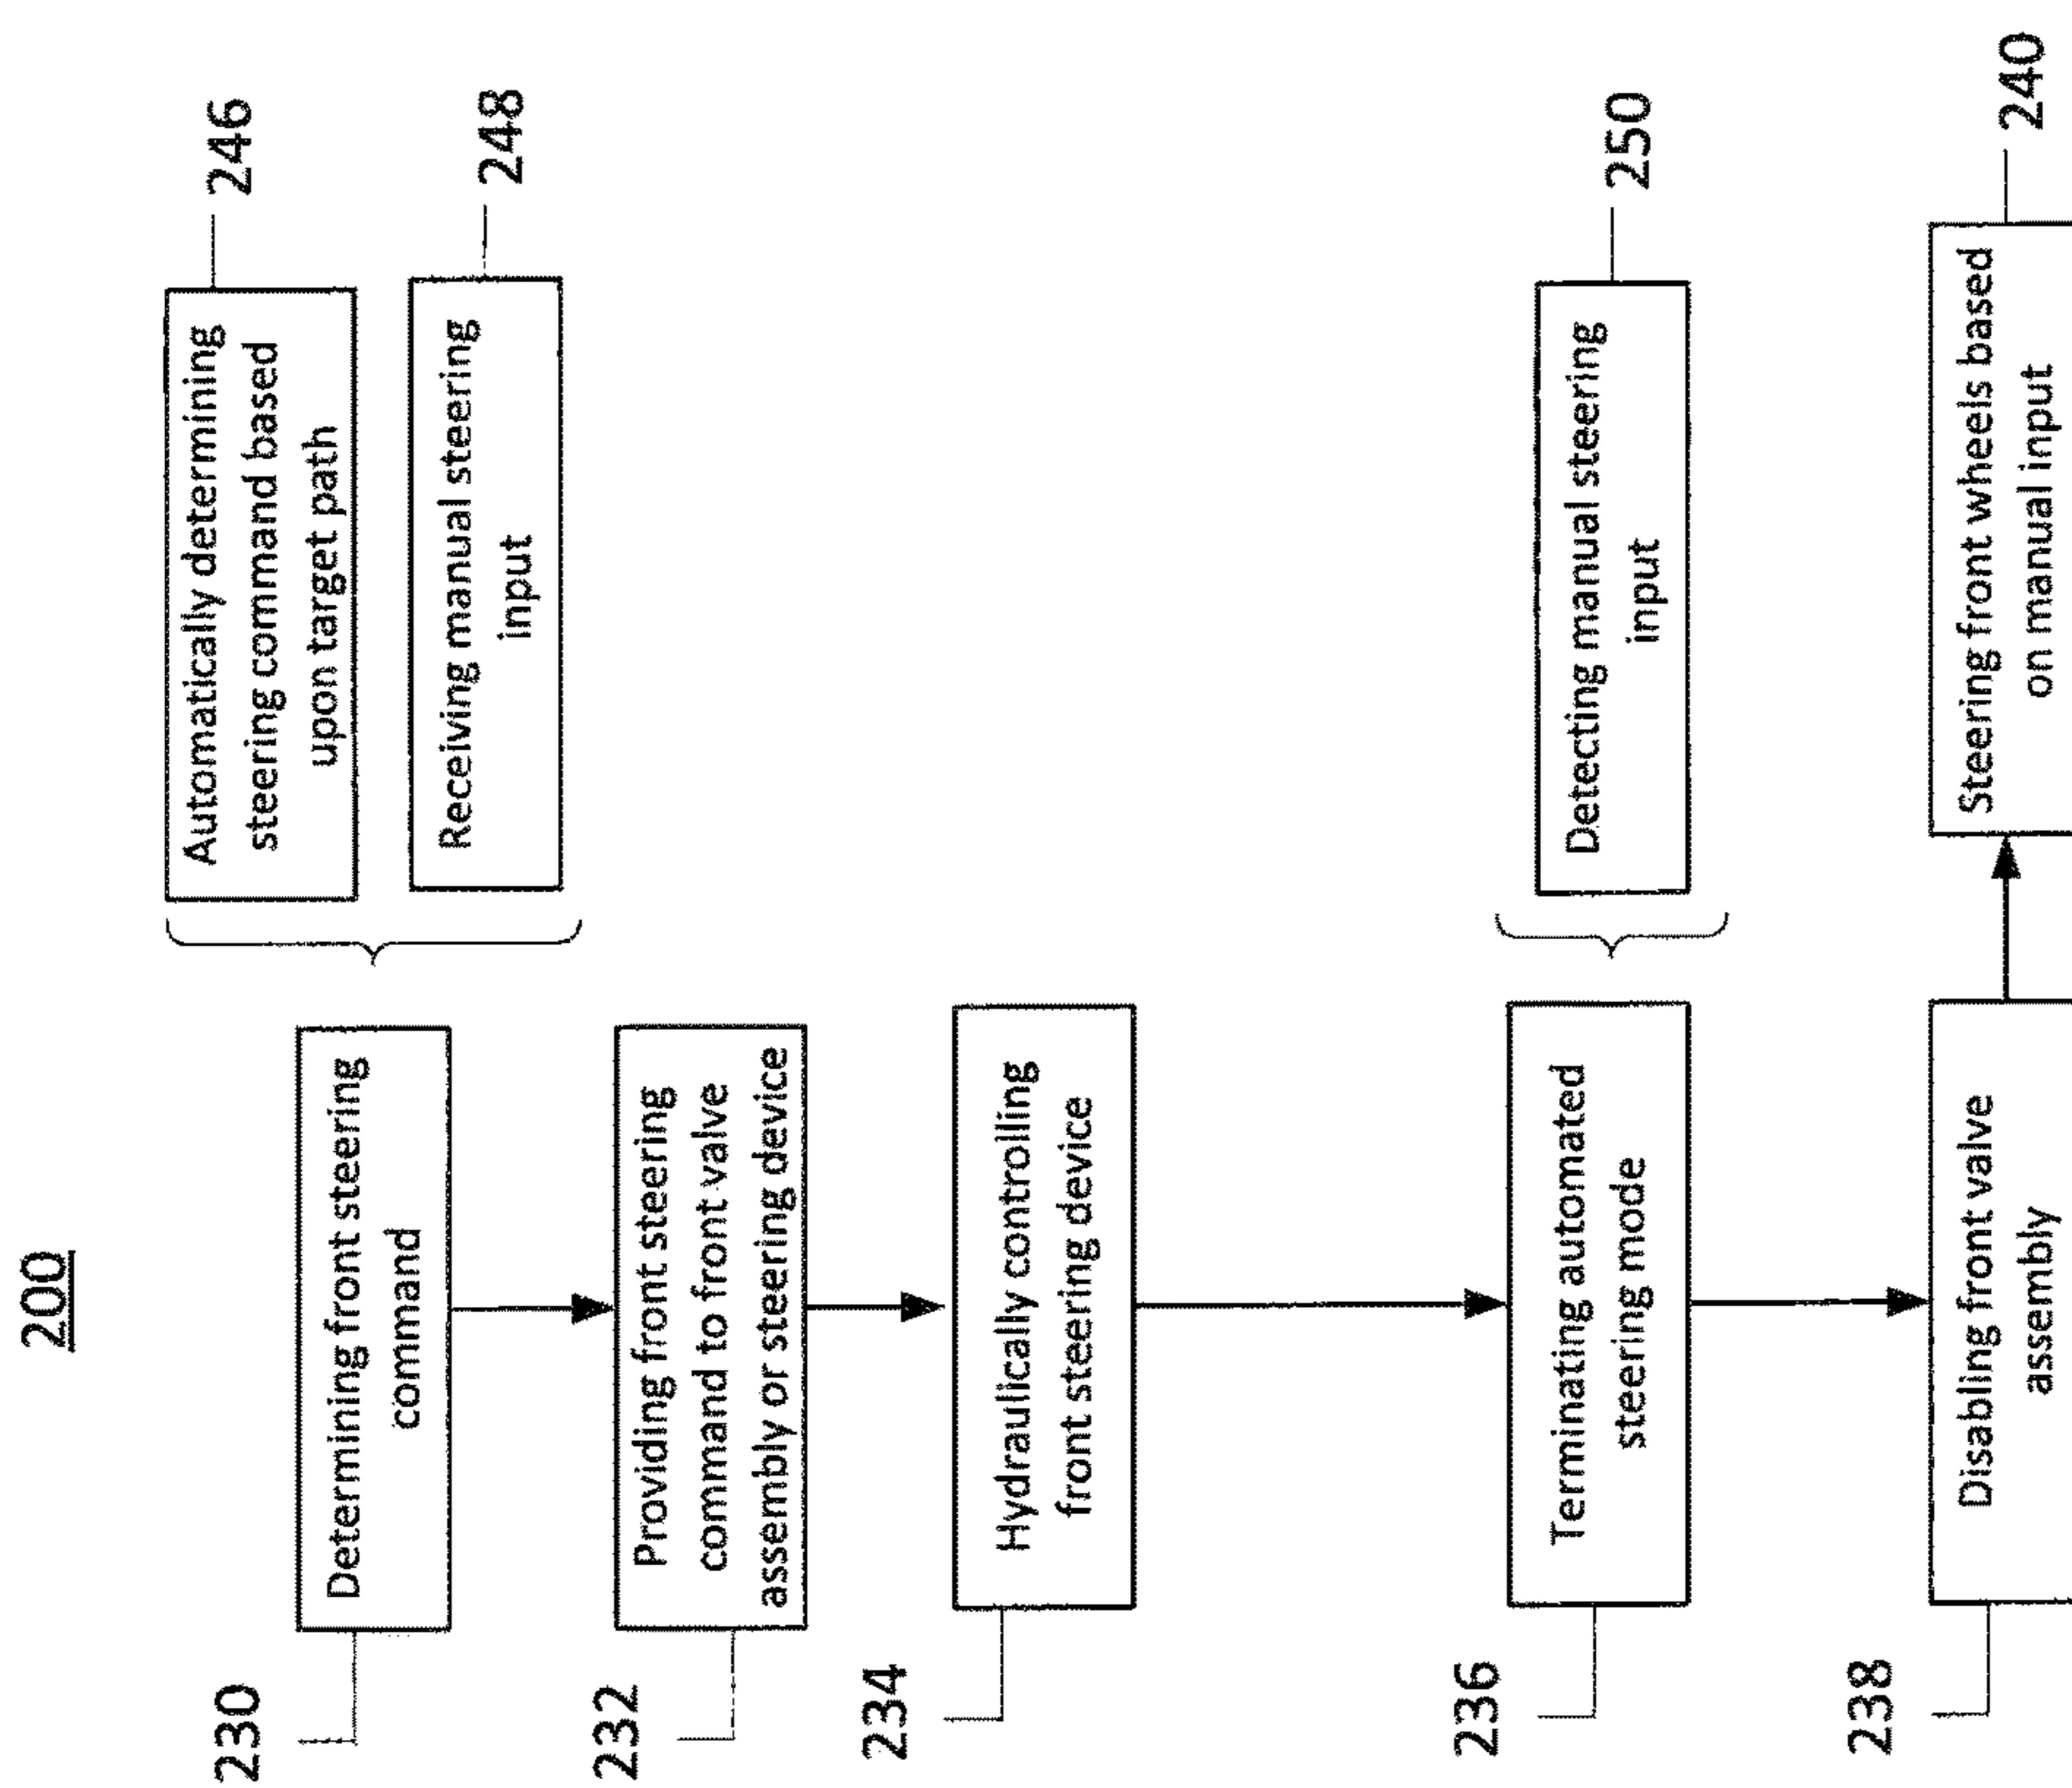 200
230
Determining front steering
command
246
Automatically determining
steering command based
upon target path
248
Receiving manual steering
input
232
Providing front steering
command to front valve
assembly or steering device
234
Hydraulically controlling
front steering device
236
Terminating automated
steering mode
250
Detecting manual steering
input
238
Disabling front valve
assembly
240
Steering front wheels based
on manual input